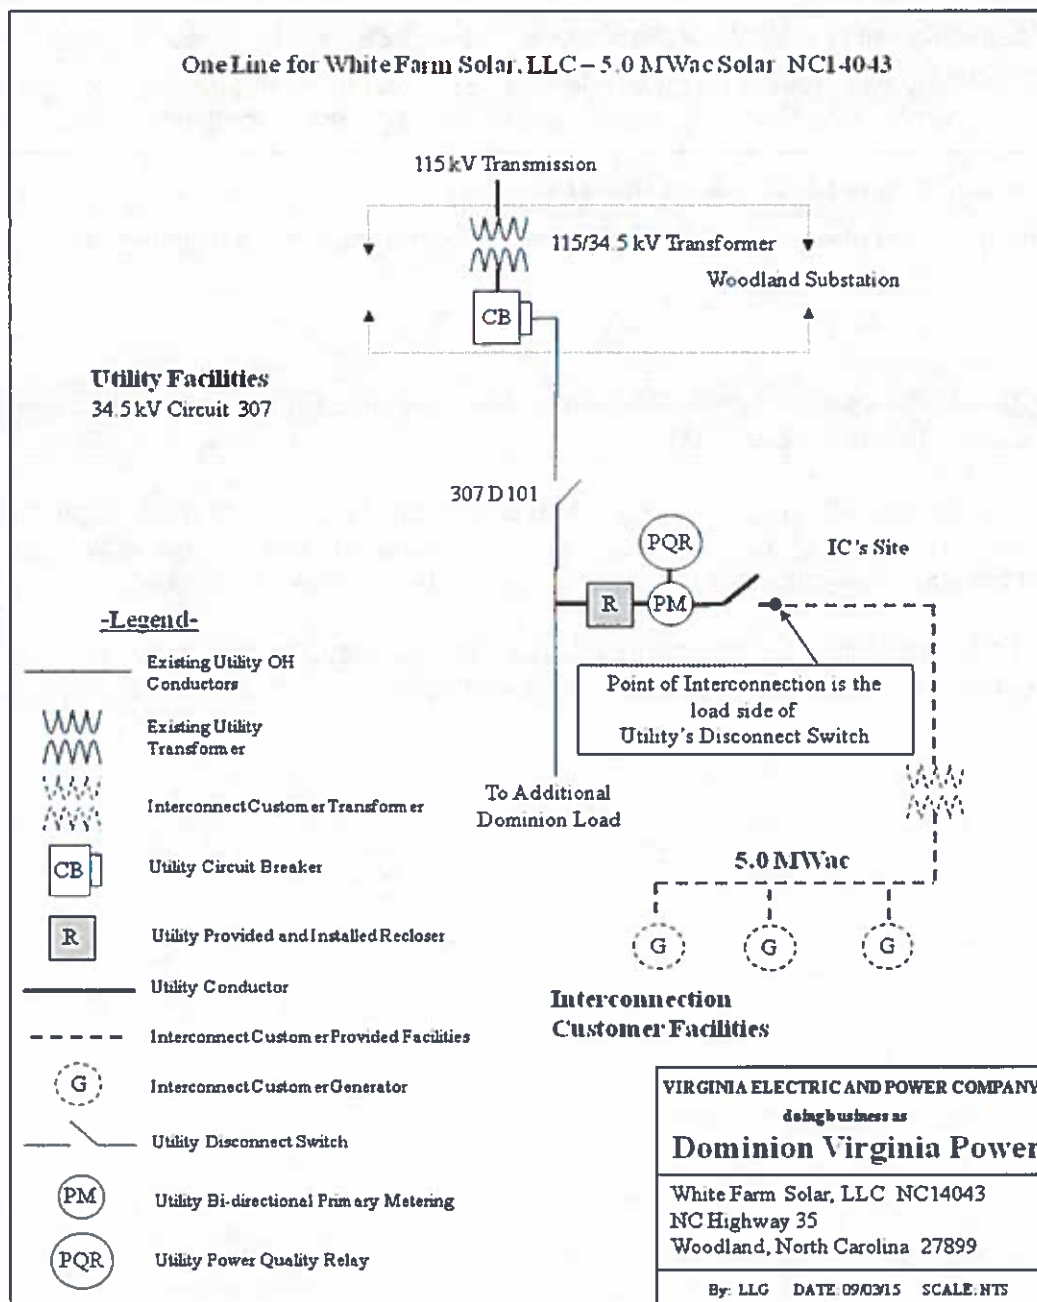 One Line for White Farm Solar, LLC – 5.0 MWac Solar NC14043
115 kV Transmission
115/34.5 kV Transformer
Woodland Substation
CB
Utility Facilities
34.5 kV Circuit 307
307 D 101
PQR
IC's Site
R
PM
Point of Interconnection is the
load side of
Utility's Disconnect Switch
To Additional
Dominion Load
5.0 MWac
G
G
G
Interconnection
Customer Facilities
-Legend-
Existing Utility OH
Conductors
Existing Utility
Transformer
Interconnect Customer Transformer
CB
Utility Circuit Breaker
R
Utility Provided and Installed Recloser
Utility Conductor
Interconnect Customer Provided Facilities
G
Interconnect Customer Generator
Utility Disconnect Switch
PM
Utility Bi-directional Primary Metering
PQR
Utility Power Quality Relay
VIRGINIA ELECTRIC AND POWER COMPANY
doing business as
Dominion Virginia Power
White Farm Solar, LLC NC14043
NC Highway 35
Woodland, North Carolina 27899
By: LLG DATE: 09/03/15 SCALE: NTS